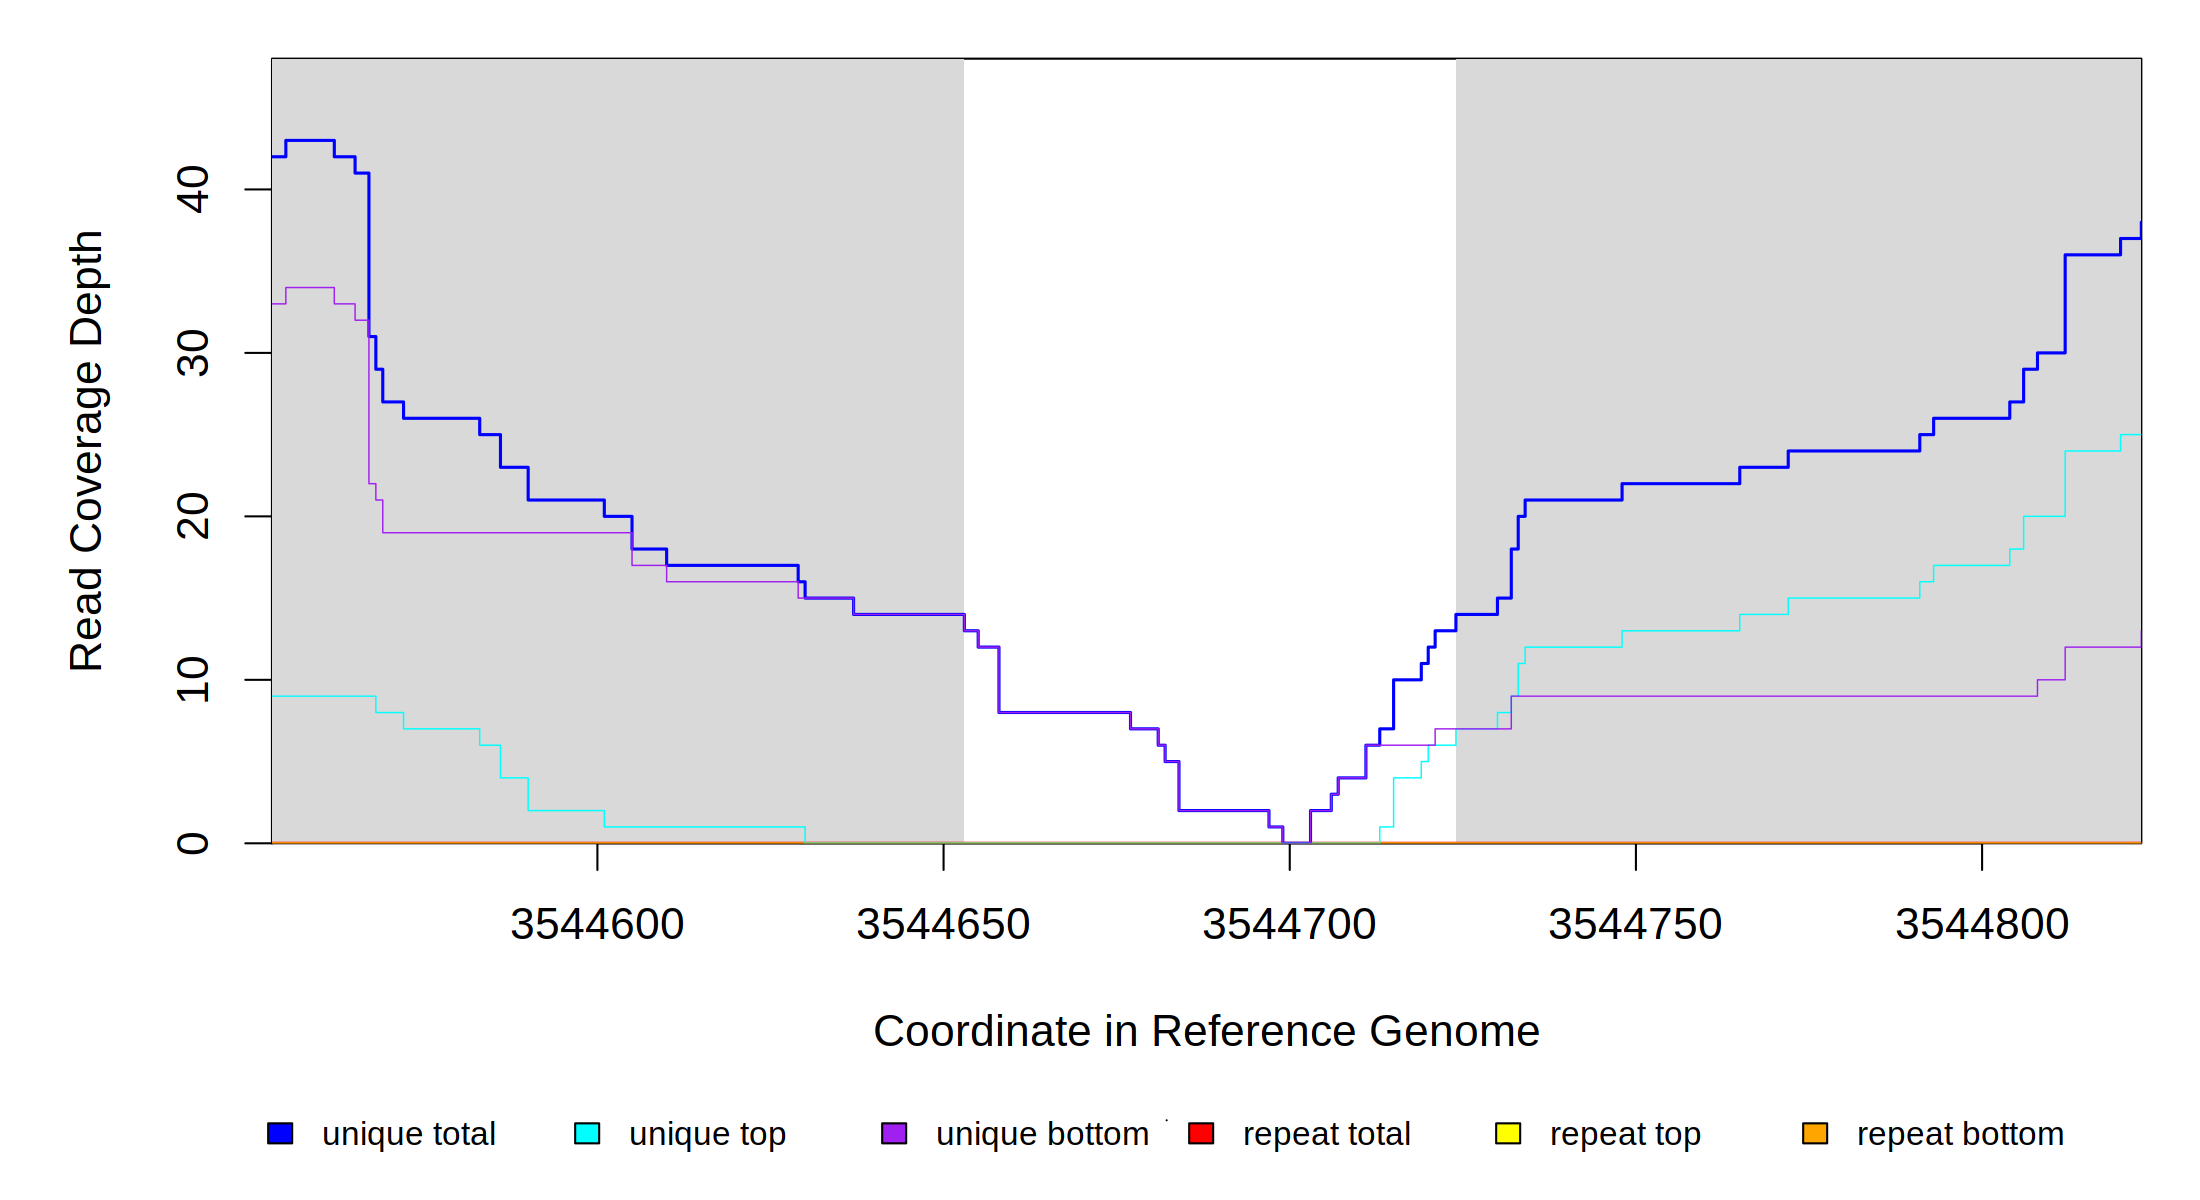 Read Coverage Depth
40
30
20
10
0
3544600 3544650 3544700 3544750 3544800
Coordinate in Reference Genome
unique total unique top unique bottom repeat total repeat top repeat bottom